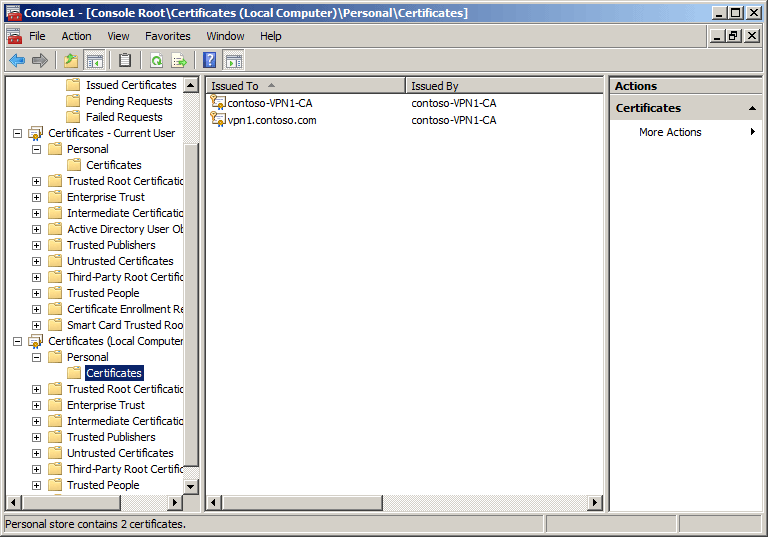 Console1 - [Console Root\Certificates (Local Computer)\Personal\Certificates]
File Action View Favorites Window Help
Issued Certificates
Pending Requests
Failed Requests
Certificates - Current User
Personal
Certificates
Trusted Root Certificatio
Enterprise Trust
Intermediate Certificatio
Active Directory User Ob
Trusted Publishers
Untrusted Certificates
Third-Party Root Certific
Trusted People
Certificate Enrollment Re
Smart Card Trusted Roo
Certificates (Local Computer
Personal
Certificates
Trusted Root Certificatio
Enterprise Trust
Intermediate Certificatio
Trusted Publishers
Untrusted Certificates
Third-Party Root Certific
Trusted People
Issued To Issued By
contoso-VPN1-CA contoso-VPN1-CA
vpn1.contoso.com contoso-VPN1-CA
Actions
Certificates
More Actions
Personal store contains 2 certificates.